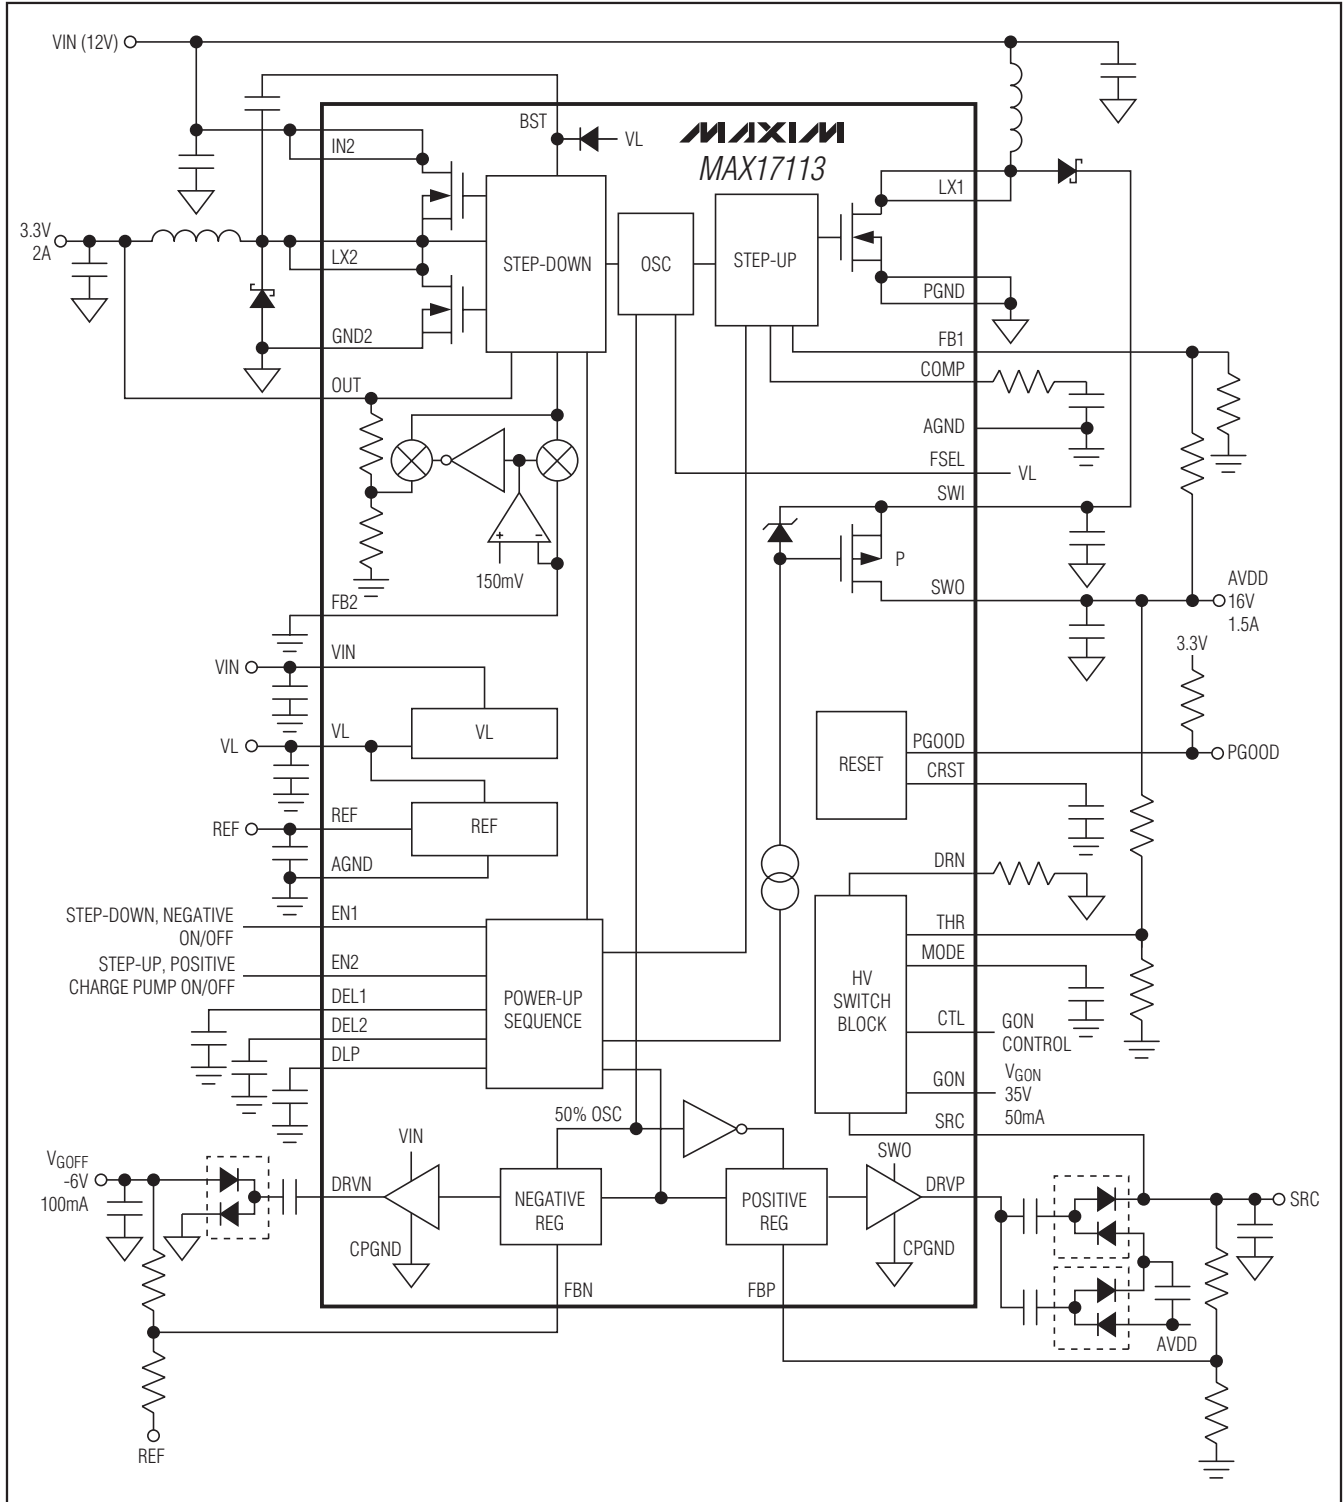 VIN (12V)
BST
VL
MAXIM
MAX17113
IN2
LX1
3.3V
2A
LX2
STEP-DOWN
OSC
STEP-UP
PGND
GND2
FB1
OUT
COMP
AGND
FSEL
VL
SWI
+
-
150mV
P
FB2
SWO
AVDD
16V
1.5A
VIN
VIN
3.3V
VL
VL
VL
RESET
PGOOD
PGOOD
CRST
REF
REF
REF
AGND
DRN
STEP-DOWN, NEGATIVE
ON/OFF
EN1
THR
STEP-UP, POSITIVE
CHARGE PUMP ON/OFF
EN2
MODE
DEL1
POWER-UP
SEQUENCE
HV
SWITCH
BLOCK
DEL2
CTL
GON
CONTROL
DLP
GON
VGON
35V
50mA
50% OSC
SRC
VGOFF
-6V
100mA
VIN
SWO
DRVN
NEGATIVE
REG
POSITIVE
REG
DRVP
SRC
CPGND
CPGND
FBN
FBP
AVDD
REF